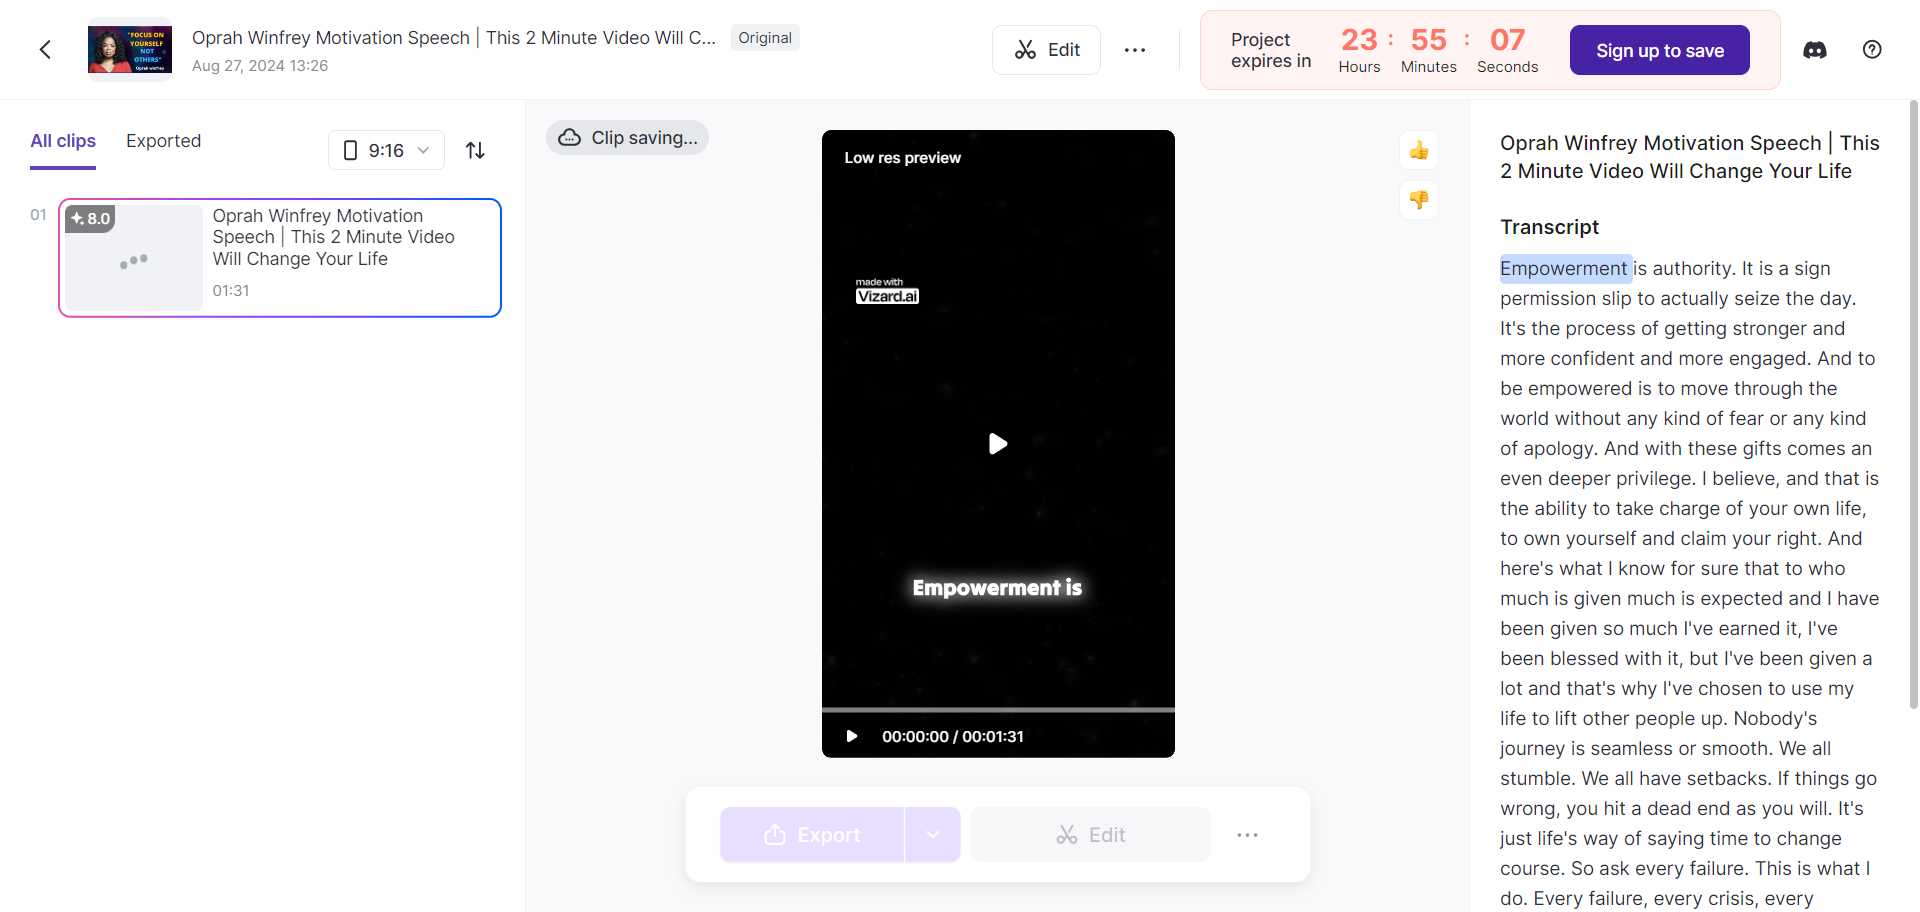 "FOCUS ON
YOURSELF
NOT
OTHERS"
Oprah Winfrey
Oprah Winfrey Motivation Speech | This 2 Minute Video Will C...
Original
Aug 27, 2024 13:26
Edit
Project
expires in
23 : 55 : 07
Hours Minutes Seconds
Sign up to save
All clips
Exported
9:16
01
8.0
Oprah Winfrey Motivation
Speech | This 2 Minute Video
Will Change Your Life
01:31
Clip saving...
Low res preview
made with
Vizard.ai
Empowerment is
00:00:00 / 00:01:31
Export
Edit
Oprah Winfrey Motivation Speech | This
2 Minute Video Will Change Your Life
Transcript
Empowerment is authority. It is a sign
permission slip to actually seize the day.
It's the process of getting stronger and
more confident and more engaged. And to
be empowered is to move through the
world without any kind of fear or any kind
of apology. And with these gifts comes an
even deeper privilege. I believe, and that is
the ability to take charge of your own life,
to own yourself and claim your right. And
here's what I know for sure that to who
much is given much is expected and I have
been given so much I've earned it, I've
been blessed with it, but I've been given a
lot and that's why I've chosen to use my
life to lift other people up. Nobody's
journey is seamless or smooth. We all
stumble. We all have setbacks. If things go
wrong, you hit a dead end as you will. It's
just life's way of saying time to change
course. So ask every failure. This is what I
do. Every failure, every crisis, every